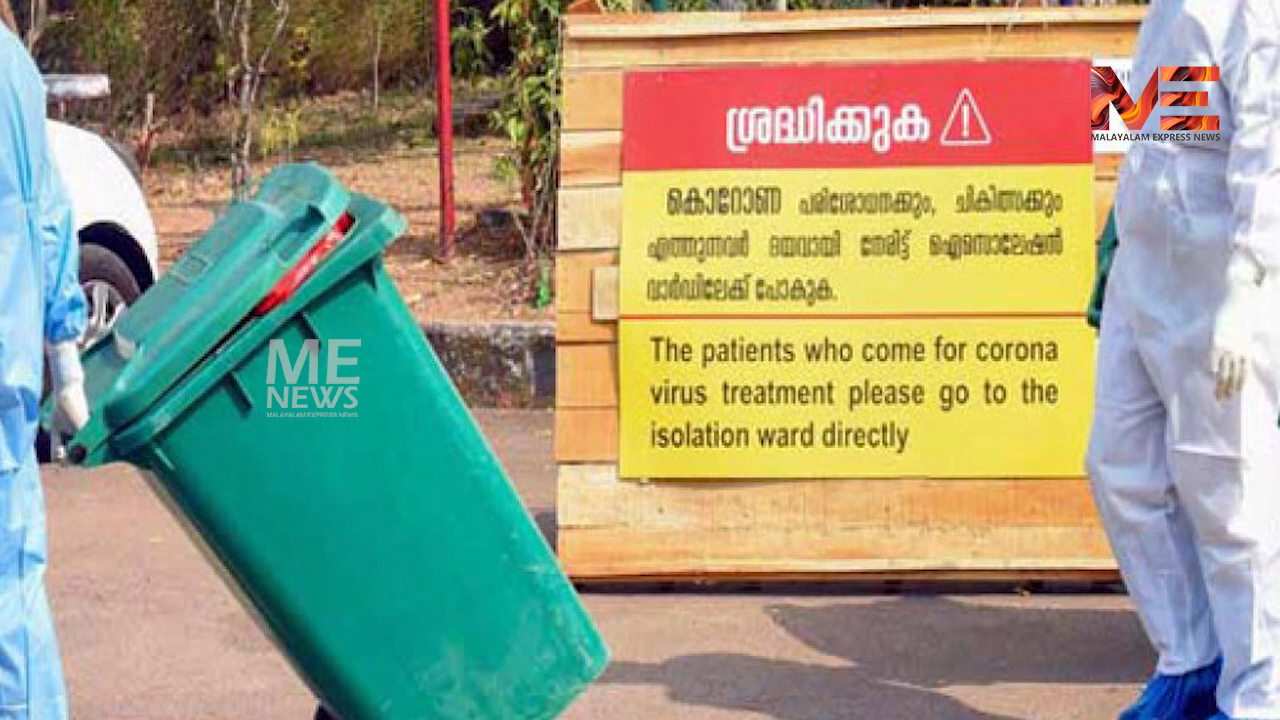 ശ്രദ്ധിക്കുക
കൊറോണ പരിശോധനക്കും, ചികിത്സക്കും
എത്തുന്നവർ ദയവായി നേരിട്ട് ഐസൊലേഷൻ
വാർഡിലേക്ക് പോകുക.
The patients who come for corona
virus treatment please go to the
isolation ward directly
ME
MALAYALAM EXPRESS NEWS
ME
NEWS
MALAYALAM EXPRESS NEWS